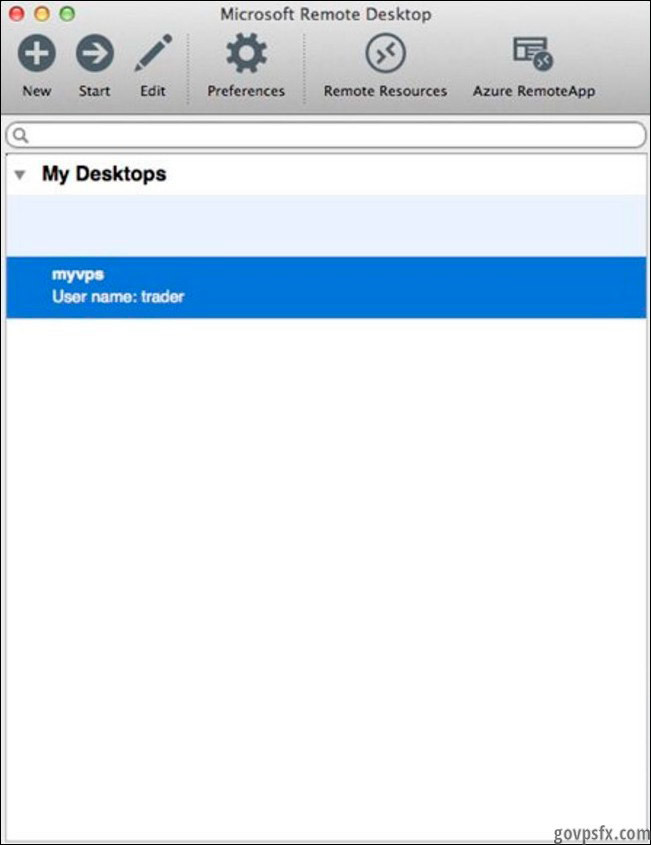 Microsoft Remote Desktop
New Start Edit Preferences Remote Resources Azure RemoteApp
My Desktops
myvps
User name: trader
govpsfx.com